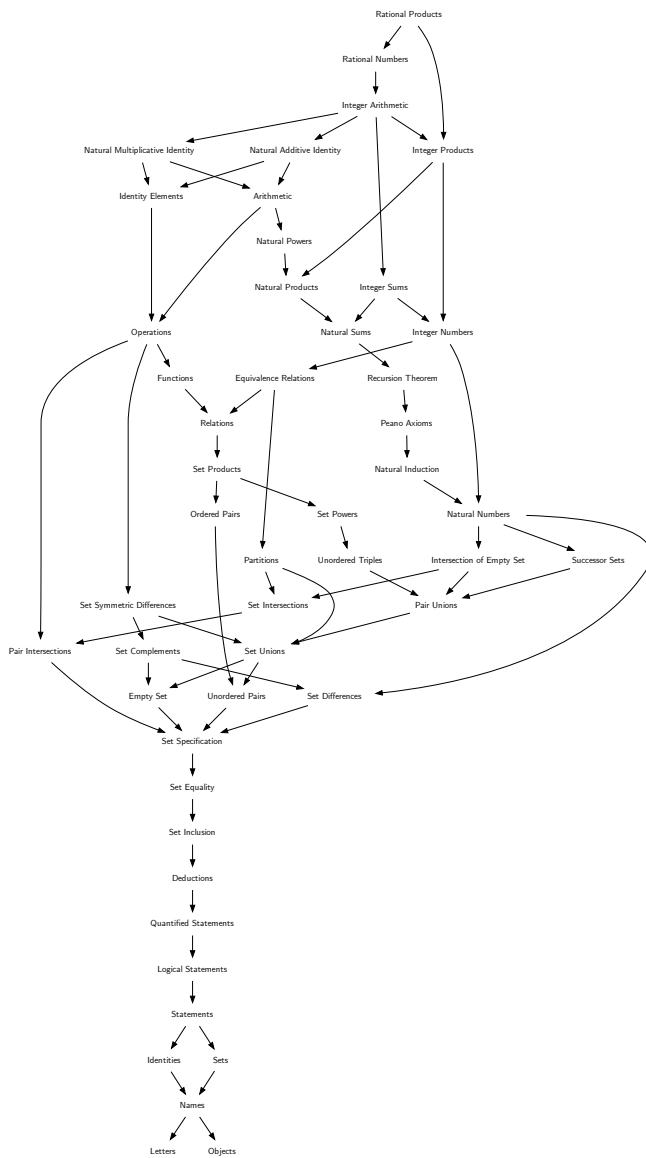 Rational Products
Rational Numbers
Integer Arithmetic
Natural Multiplicative Identity
Natural Additive Identity
Integer Products
Identity Elements
Arithmetic
Natural Powers
Natural Products
Integer Sums
Operations
Natural Sums
Integer Numbers
Functions
Equivalence Relations
Recursion Theorem
Relations
Peano Axioms
Set Products
Natural Induction
Ordered Pairs
Set Powers
Natural Numbers
Partitions
Unordered Triples
Intersection of Empty Set
Successor Sets
Set Symmetric Differences
Set Intersections
Pair Unions
Pair Intersections
Set Complements
Set Unions
Empty Set
Unordered Pairs
Set Differences
Set Specification
Set Equality
Set Inclusion
Deductions
Quantified Statements
Logical Statements
Statements
Identities
Sets
Names
Letters
Objects